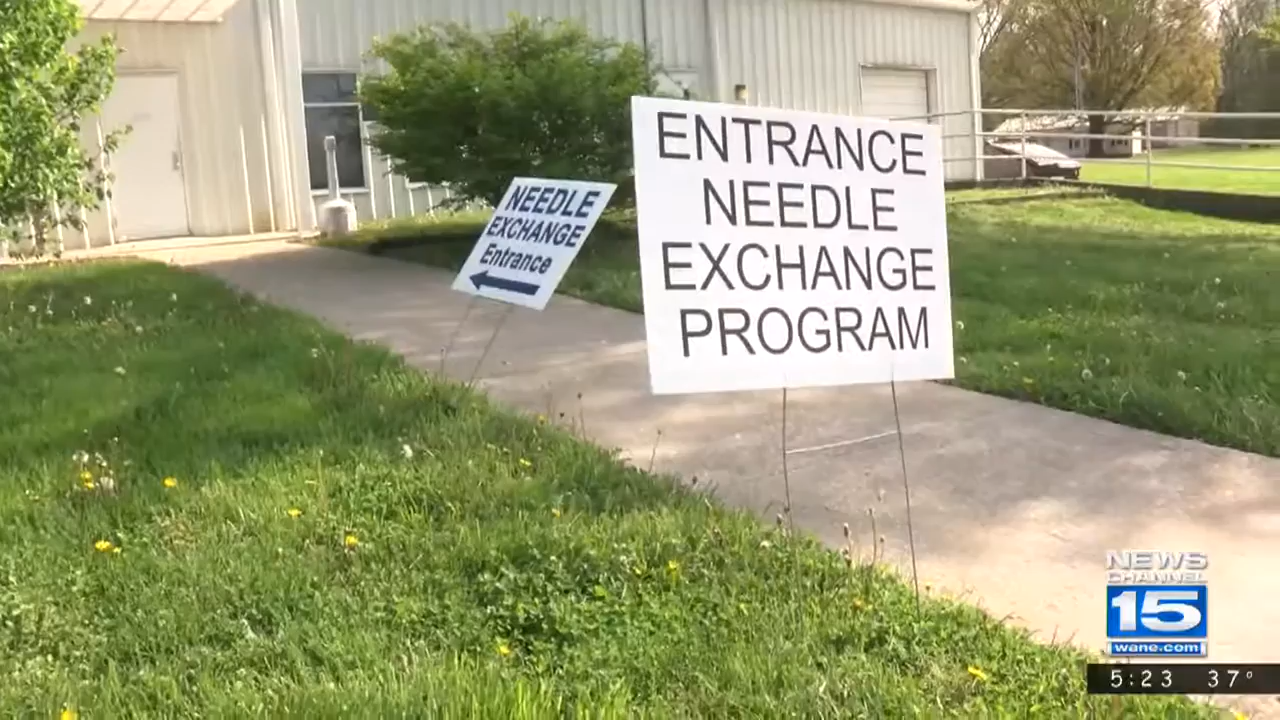 ENTRANCE
NEEDLE
EXCHANGE
PROGRAM
NEEDLE
EXCHANGE
Entrance
NEWS
CHANNEL
15
wane.com
5:23 37°